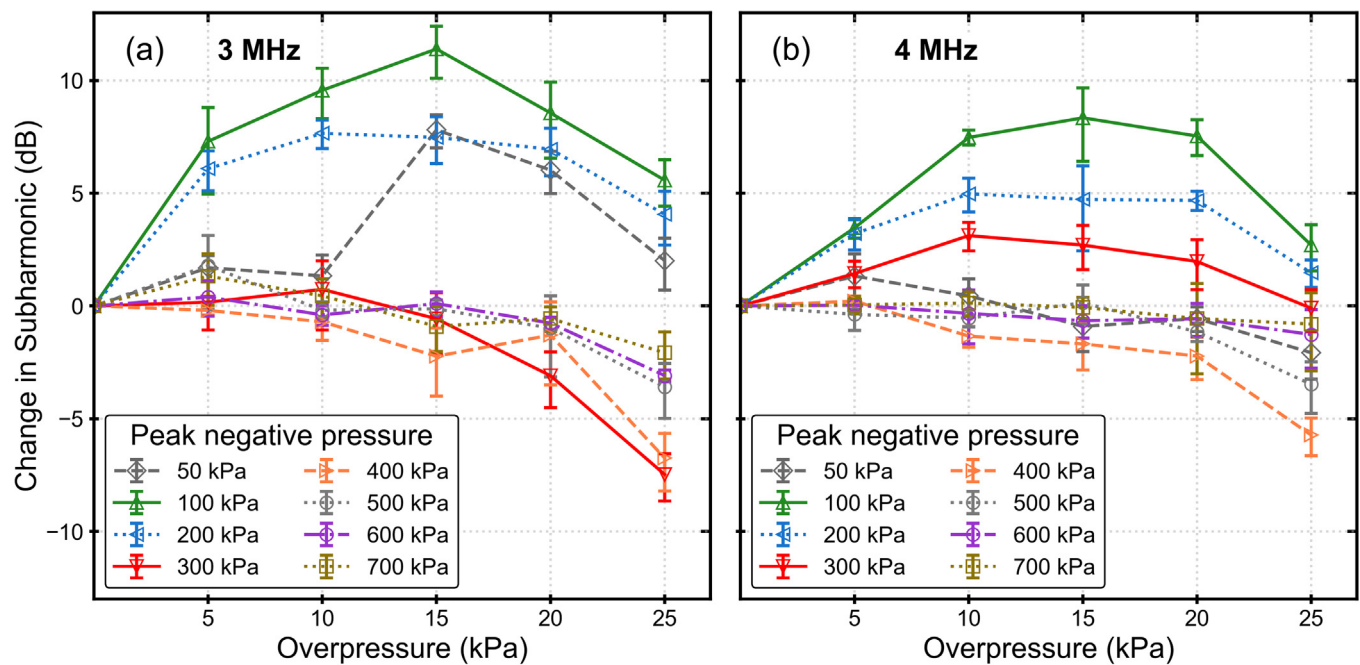 (a) 3 MHz
(b) 4 MHz
Change in Subharmonic (dB)
10
5
0
−5
−10
Peak negative pressure
50 kPa 400 kPa
100 kPa 500 kPa
200 kPa 600 kPa
300 kPa 700 kPa
Peak negative pressure
50 kPa 400 kPa
100 kPa 500 kPa
200 kPa 600 kPa
300 kPa 700 kPa
5 10 15 20 25
5 10 15 20 25
Overpressure (kPa)
Overpressure (kPa)